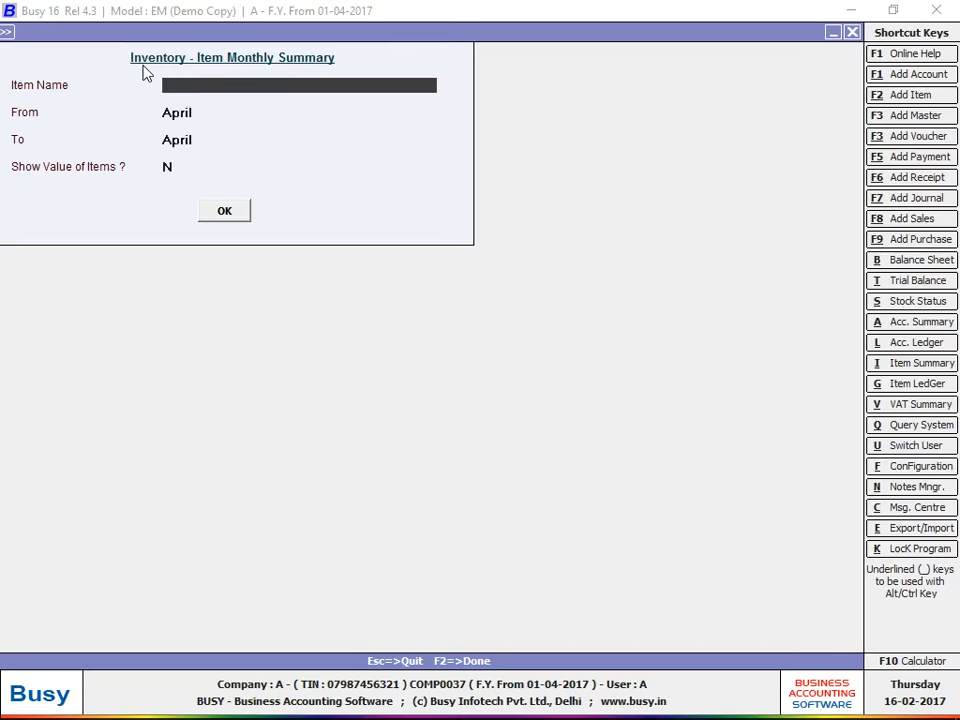 Busy 16 Rel 4.3 | Model : EM (Demo Copy) | A - F.Y. From 01-04-2017
>>
Inventory - Item Monthly Summary
Item Name
From April
To April
Show Value of Items ? N
OK
Shortcut Keys
F1 Online Help
F1 Add Account
F2 Add Item
F3 Add Master
F3 Add Voucher
F5 Add Payment
F6 Add Receipt
F7 Add Journal
F8 Add Sales
F9 Add Purchase
B Balance Sheet
T Trial Balance
S Stock Status
A Acc. Summary
L Acc. Ledger
I Item Summary
G Item LedGer
V VAT Summary
Q Query System
U Switch User
F ConFiguration
N Notes Mngr.
C Msg. Centre
E Export/Import
K LocK Program
Underlined (_) keys
to be used with
Alt/Ctrl Key
Esc=>Quit F2=>Done
F10 Calculator
Busy
Company : A - ( TIN : 07987456321 ) COMP0037 ( F.Y. From 01-04-2017 ) - User : A
BUSY - Business Accounting Software ; (c) Busy Infotech Pvt. Ltd., Delhi ; www.busy.in
BUSINESS
ACCOUNTING
SOFTWARE
Thursday
16-02-2017